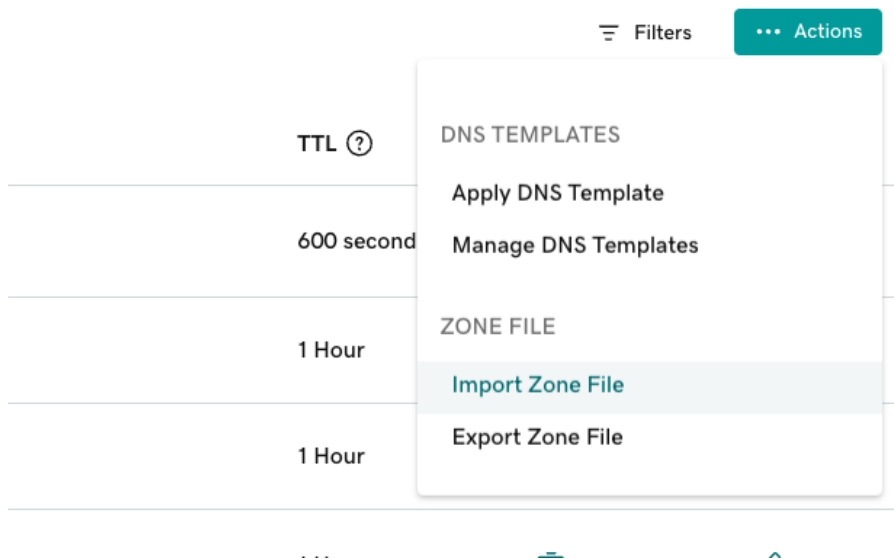 Filters
Actions
TTL
DNS TEMPLATES
Apply DNS Template
600 second
Manage DNS Templates
ZONE FILE
1 Hour
Import Zone File
Export Zone File
1 Hour